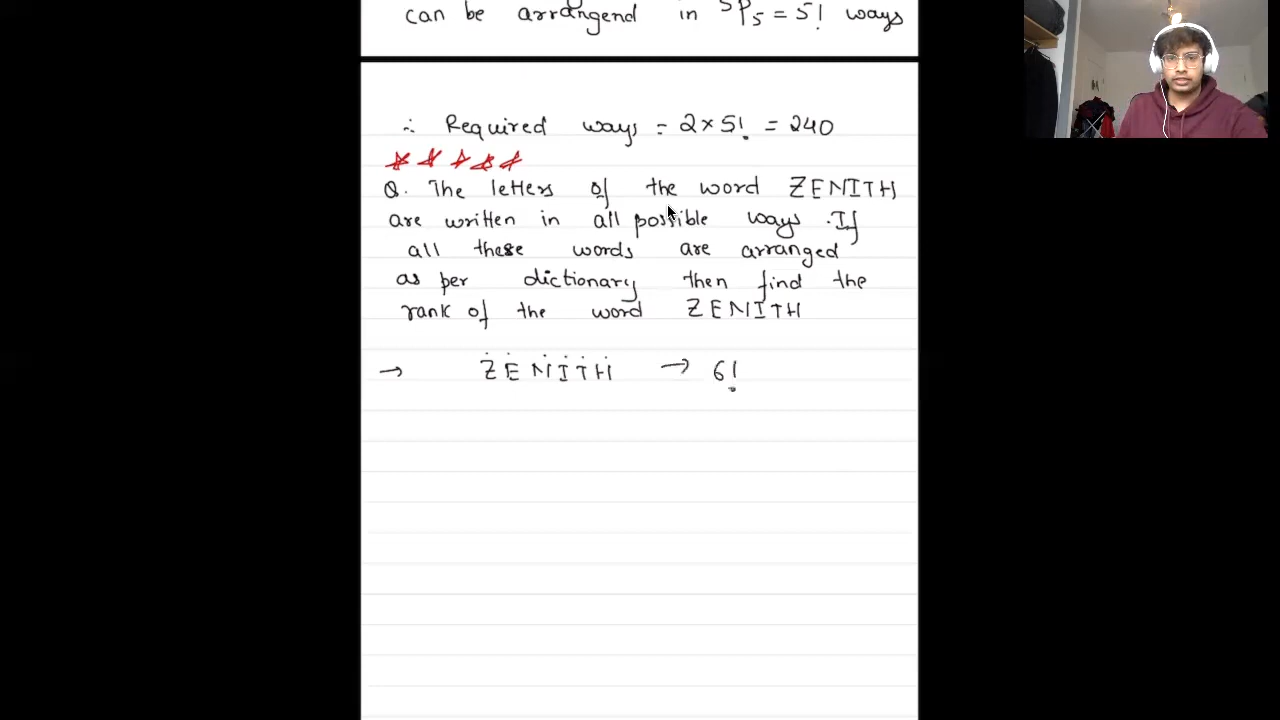 can be arrangend in ⁵P₅ = 5! ways
∴ Required ways = 2 × 5! = 240
Q. The letters of the word ZENITH
are written in all possible ways . If
all these words are arranged
as per dictionary then find the
rank of the word ZENITH
→ ZENITH → 6!